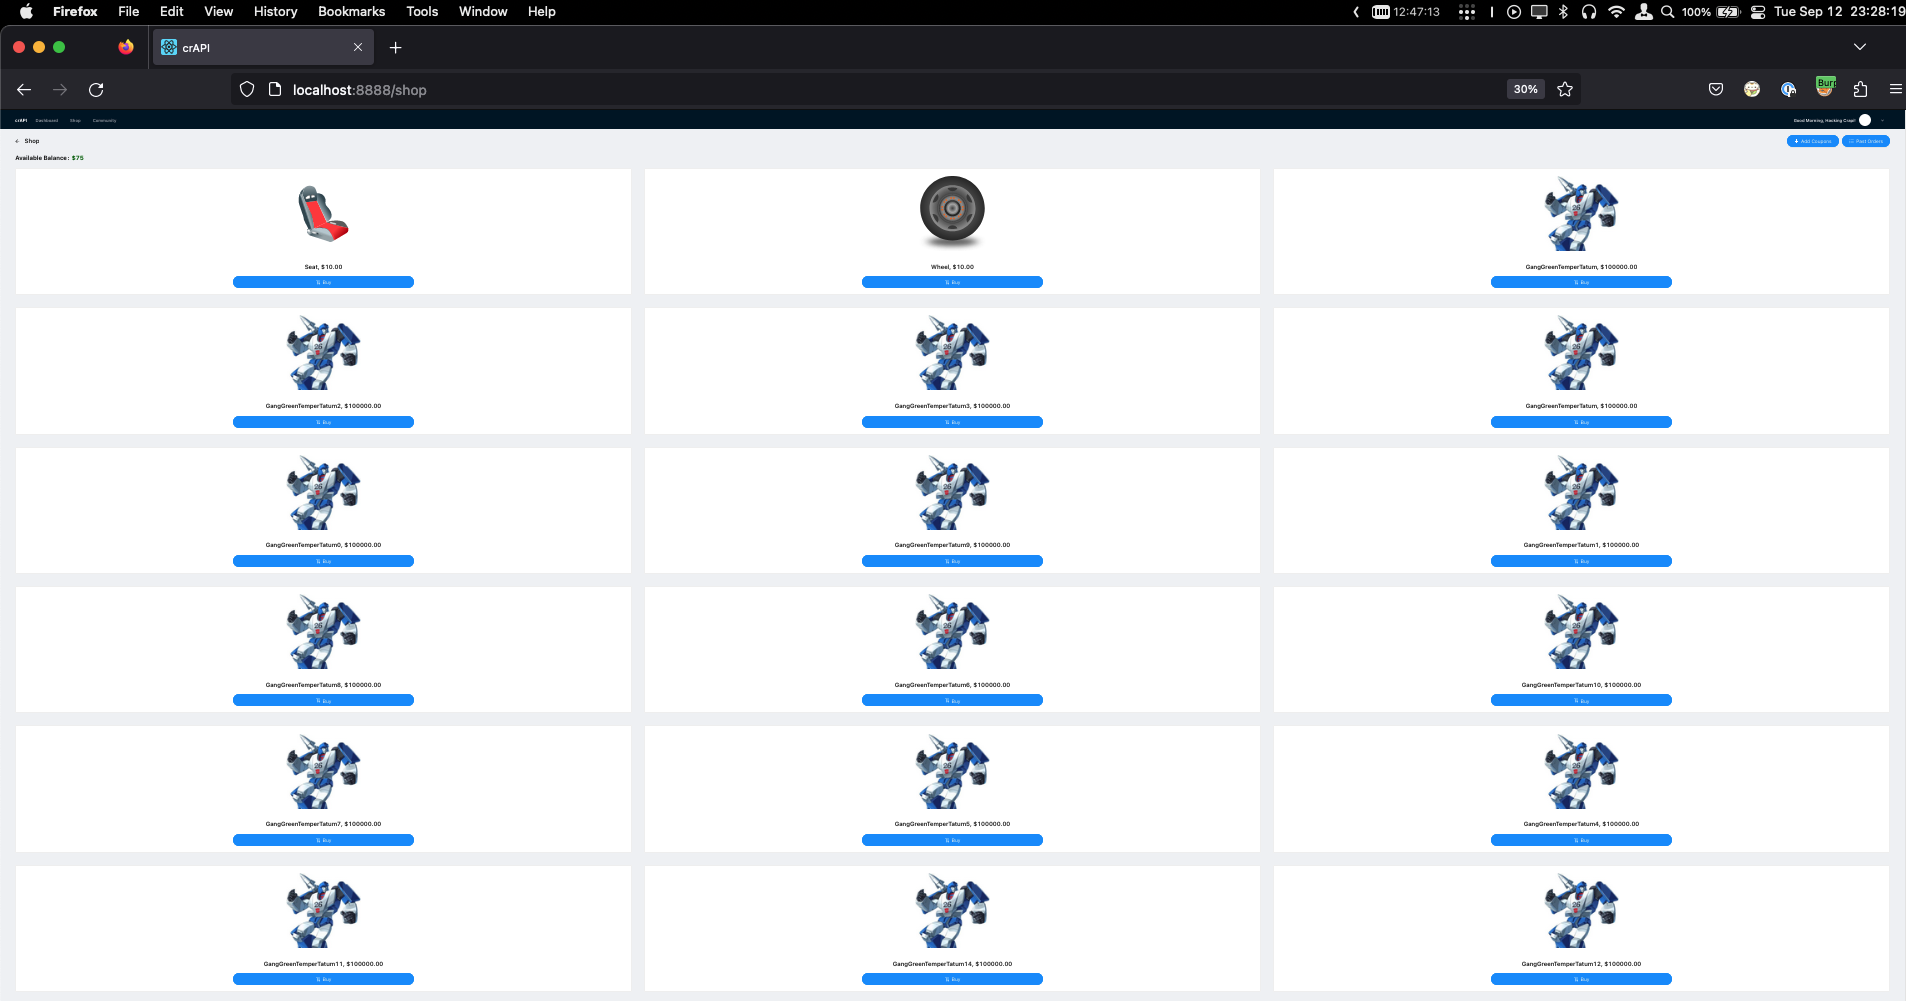 Firefox File Edit View History Bookmarks Tools Window Help 12:47:13 100% Tue Sep 12 23:28:19
crAPI
localhost:8888/shop 30% Burp
crAPI Dashboard Shop Community Good Morning, Hacking Crapi!
Shop + Add Coupons Past Orders
Available Balance: $75
Seat, $10.00 Wheel, $10.00 GangGreenTemperTatum, $100000.00
Buy Buy Buy
GangGreenTemperTatum2, $100000.00 GangGreenTemperTatum3, $100000.00 GangGreenTemperTatum, $100000.00
Buy Buy Buy
GangGreenTemperTatum0, $100000.00 GangGreenTemperTatum9, $100000.00 GangGreenTemperTatum1, $100000.00
Buy Buy Buy
GangGreenTemperTatum8, $100000.00 GangGreenTemperTatum6, $100000.00 GangGreenTemperTatum10, $100000.00
Buy Buy Buy
GangGreenTemperTatum7, $100000.00 GangGreenTemperTatum5, $100000.00 GangGreenTemperTatum4, $100000.00
Buy Buy Buy
GangGreenTemperTatum11, $100000.00 GangGreenTemperTatum14, $100000.00 GangGreenTemperTatum12, $100000.00
Buy Buy Buy